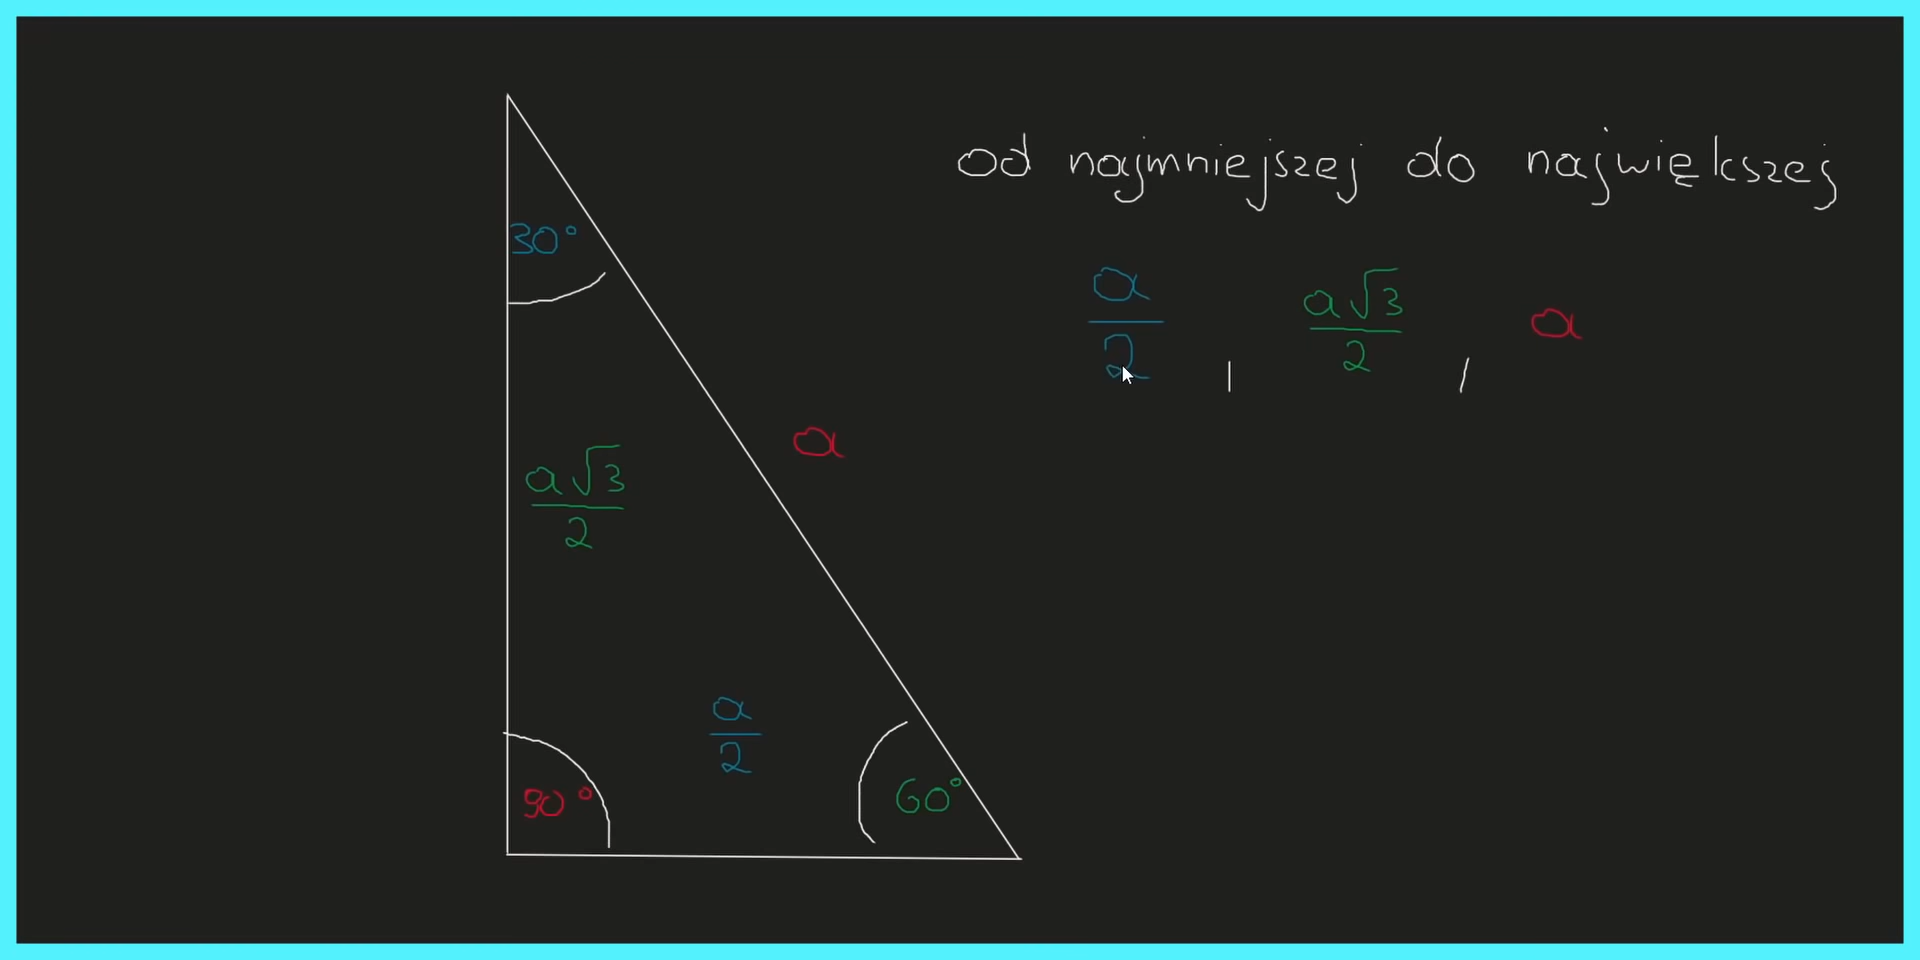 od najmniejszej do największej
30°
a/2 , a√3/2 , a
a
a√3/2
a/2
90°
60°